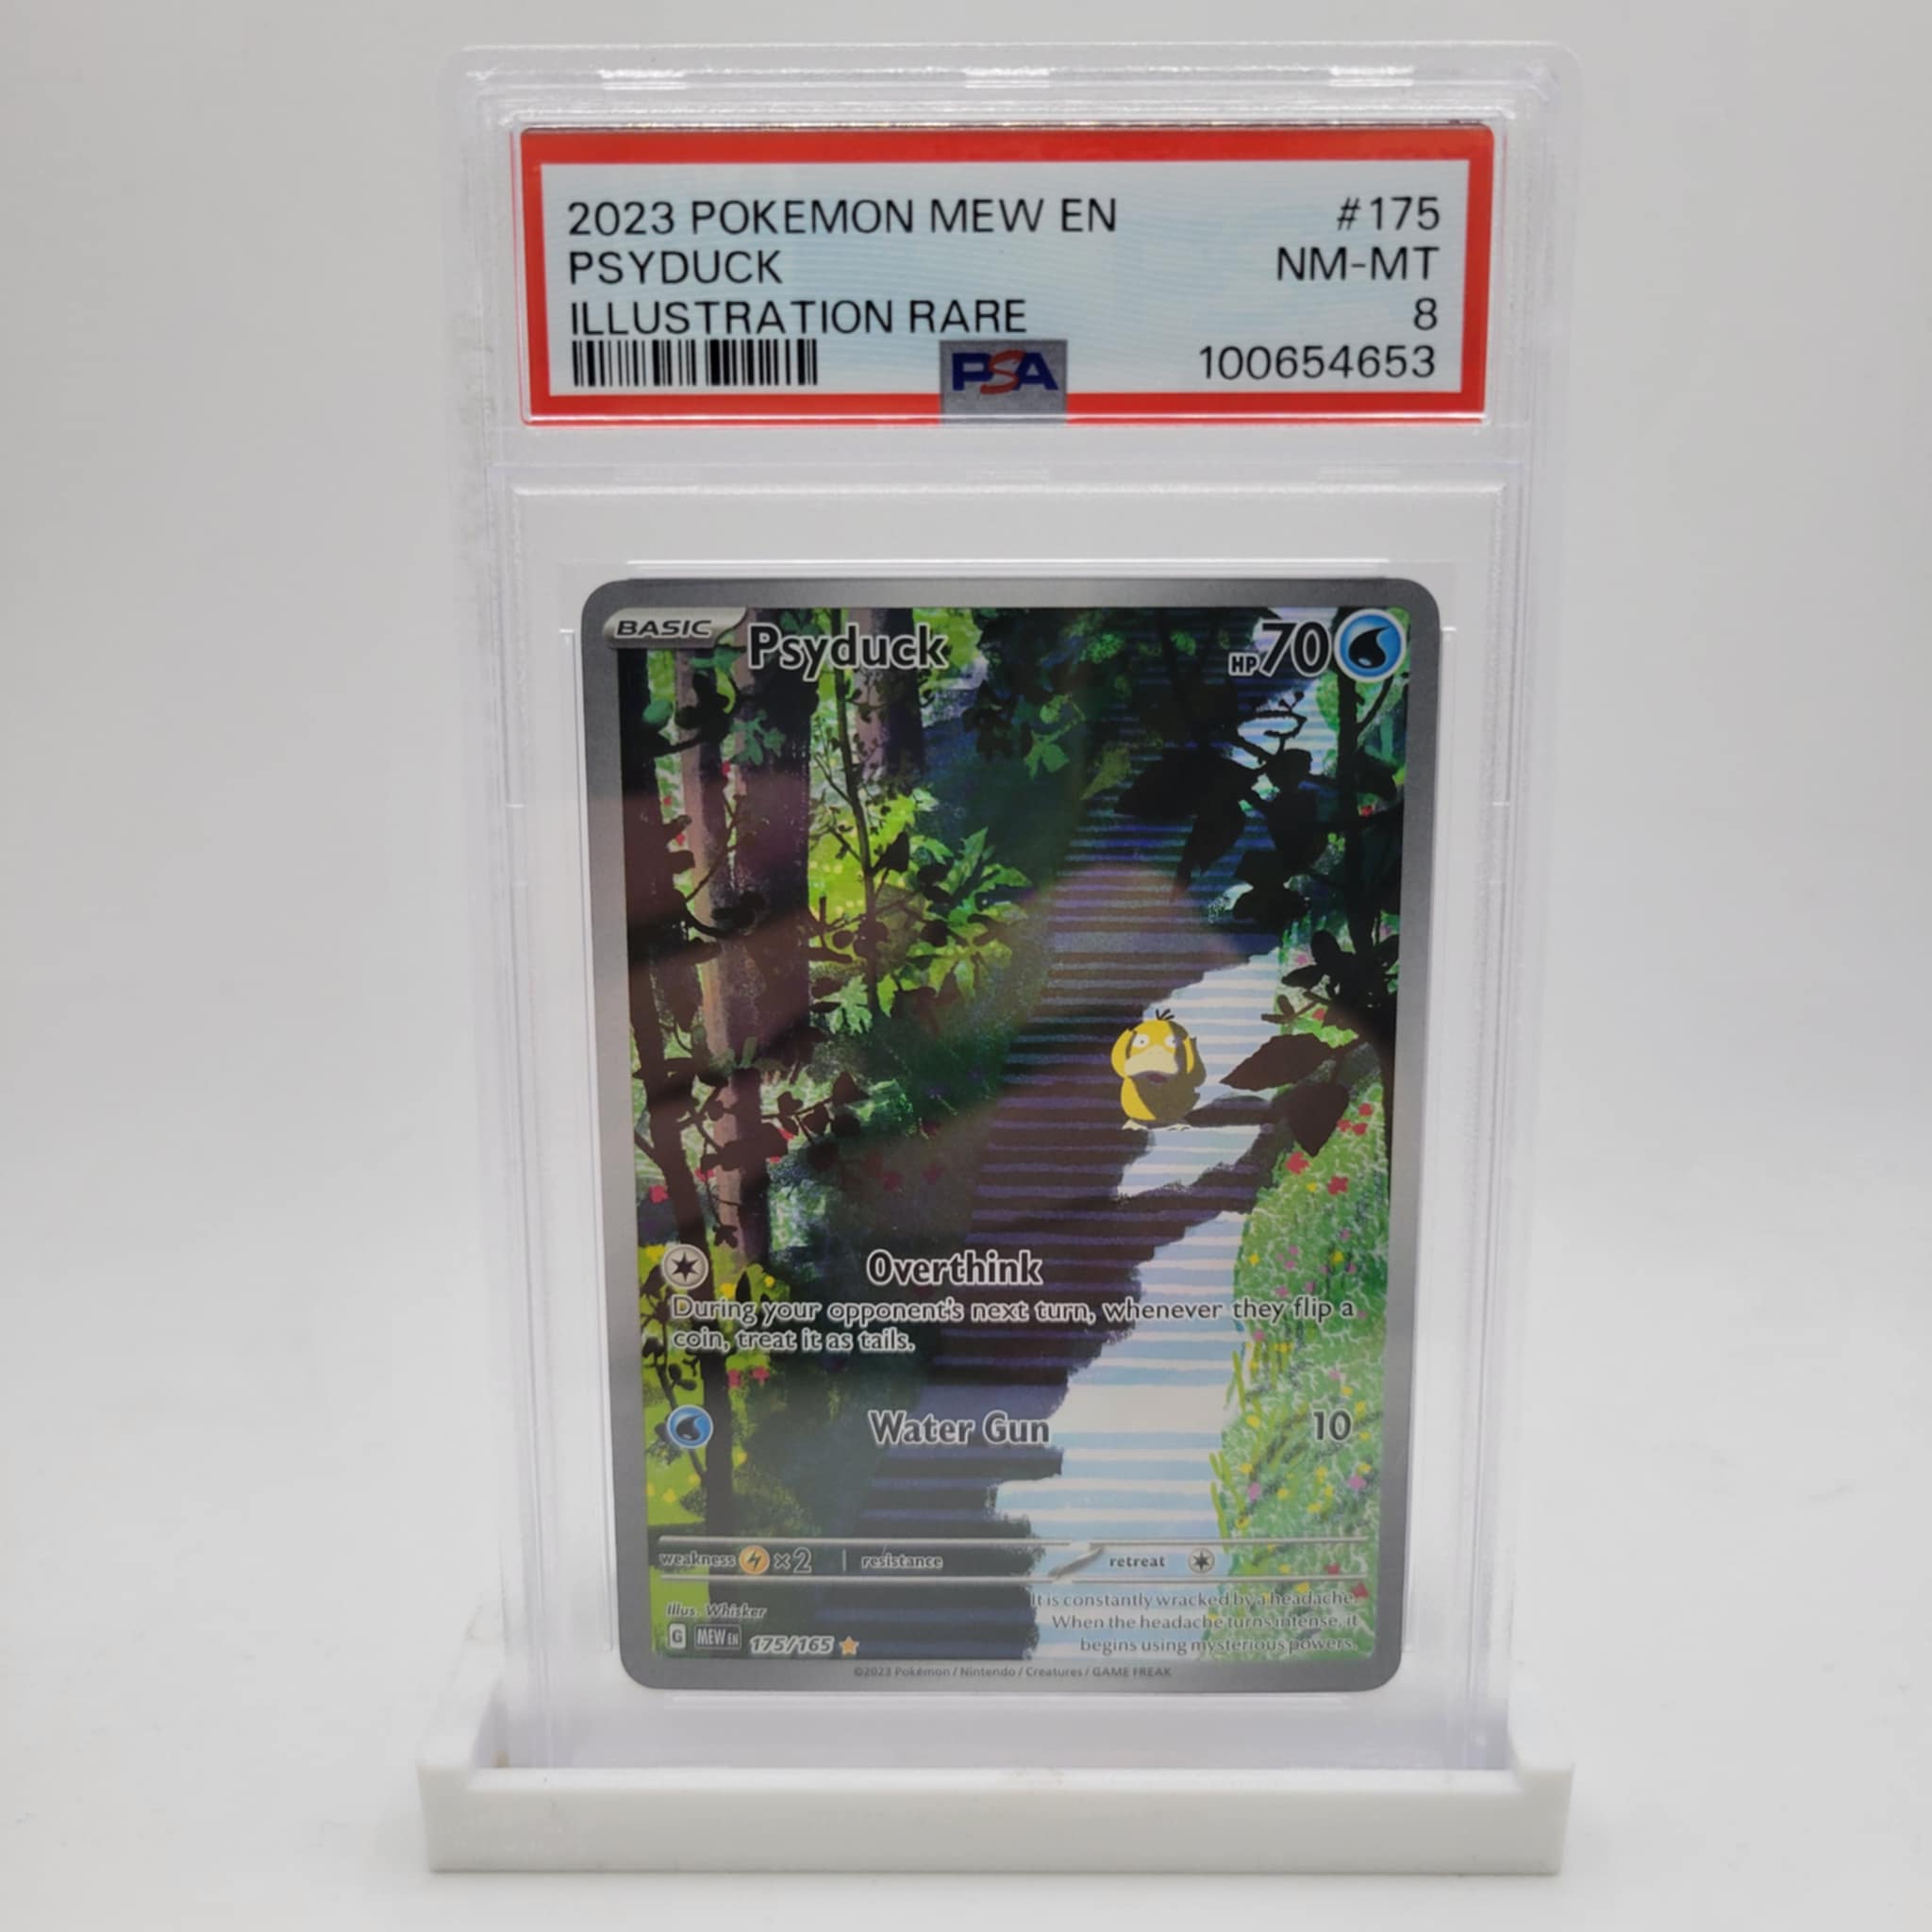 2023 POKEMON MEW EN #175
PSYDUCK NM-MT
ILLUSTRATION RARE 8
PSA 100654653
BASIC Psyduck HP 70
Overthink
During your opponent's next turn, whenever they flip a
coin, treat it as tails.
Water Gun 10
weakness ×2 resistance retreat
Illus. Whisker
It is constantly wracked by a headache.
When the headache turns intense, it
begins using mysterious powers.
G MEW EN 175/165
©2023 Pokémon / Nintendo / Creatures / GAME FREAK